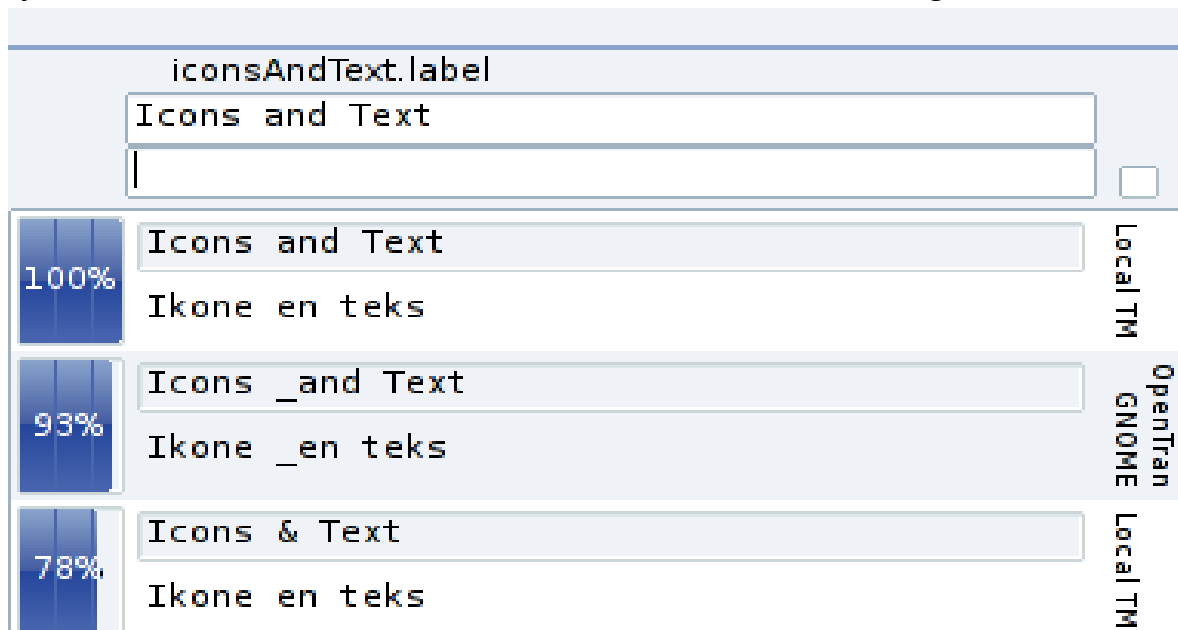 iconsAndText.label
Icons and Text
100%
Icons and Text
Ikone en teks
Local TM
93%
Icons _and Text
Ikone _en teks
OpenTran
GNOME
78%
Icons & Text
Ikone en teks
Local TM